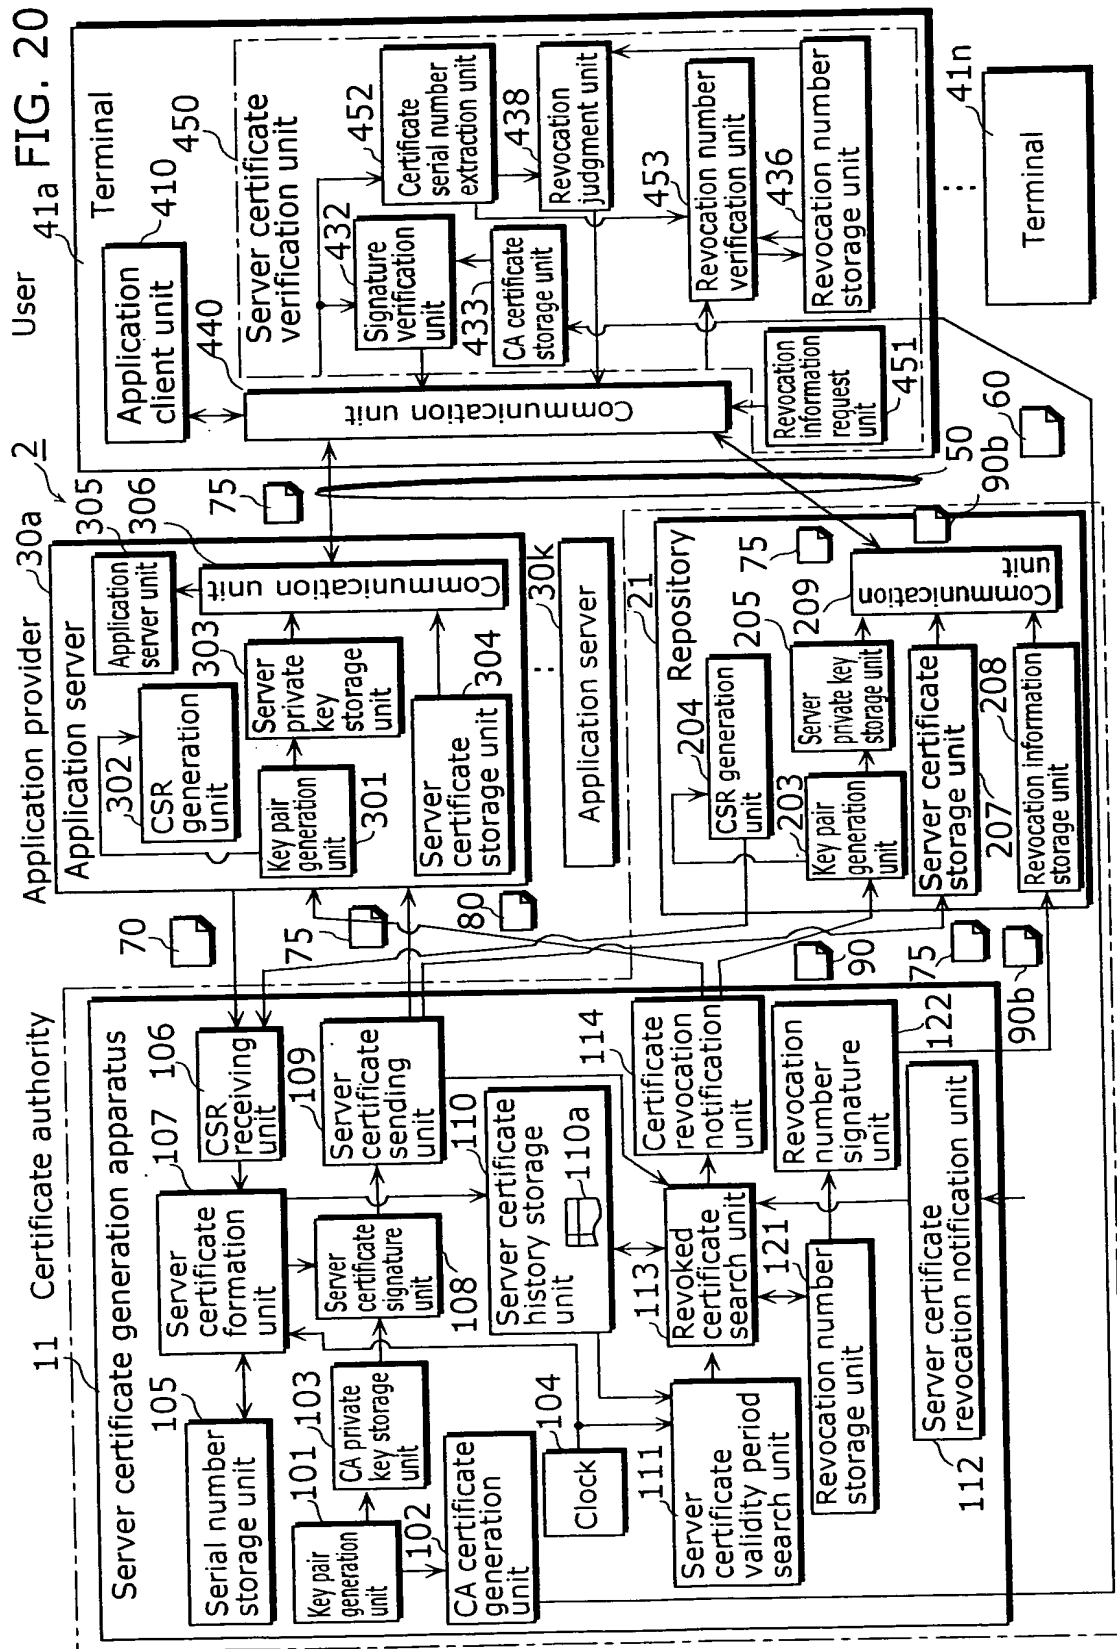 FIG. 20
11
Certificate authority
Server certificate generation apparatus
105
Serial number
storage unit
107
Server
certificate
formation
unit
106
CSR
receiving
unit
101
Key pair
generation
unit
103
CA private
key storage
unit
Server
certificate
signature
unit
108
109
Server
certificate
sending
unit
102
CA certificate
generation
unit
110
Server certificate
history storage
unit
110a
104
Clock
111
Server
certificate
validity period
search unit
113
Revoked
certificate
search unit
114
Certificate
revocation
notification
unit
121
Revocation number
storage unit
Revocation
number
signature
unit
122
112
Server certificate
revocation notification unit
70
75
80
90
75
90b
Application provider
30a
2
Application server
302
CSR
generation
unit
305
Application
server unit
306
Key pair
generation
unit
301
303
Server
private
key
storage
unit
Communication unit
Server
certificate
storage unit
304
30k
Application server
21
Repository
204
CSR generation
unit
203
Key pair
generation
unit
205
Server
private key
storage unit
209
Communication
unit
75
Server certificate
storage unit
207
208
Revocation information
storage unit
75
50
90b
60
User
41a
Terminal
410
Application
client unit
440
Communication unit
450
Server certificate
verification unit
432
Signature
verification
unit
452
Certificate
serial number
extraction unit
433
CA certificate
storage unit
438
Revocation
judgment unit
453
Revocation number
verification unit
436
Revocation number
storage unit
Revocation
information
request
unit
451
41n
Terminal